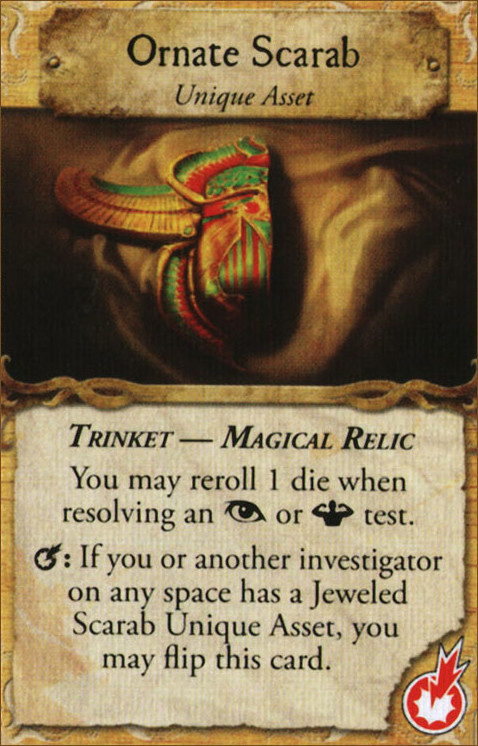 Ornate Scarab
Unique Asset
TRINKET — MAGICAL RELIC
You may reroll 1 die when
resolving an or test.
: If you or another investigator
on any space has a Jeweled
Scarab Unique Asset, you
may flip this card.